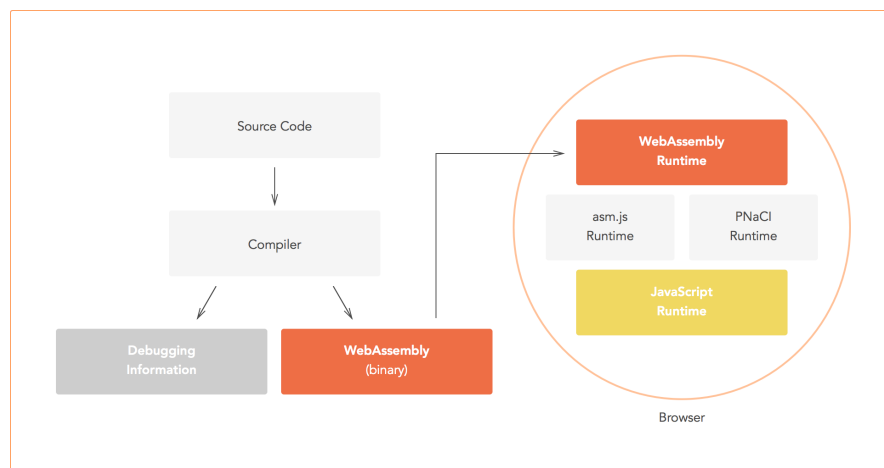 Source Code
Compiler
Debugging
Information
WebAssembly
(binary)
WebAssembly
Runtime
asm.js
Runtime
PNaCl
Runtime
JavaScript
Runtime
Browser